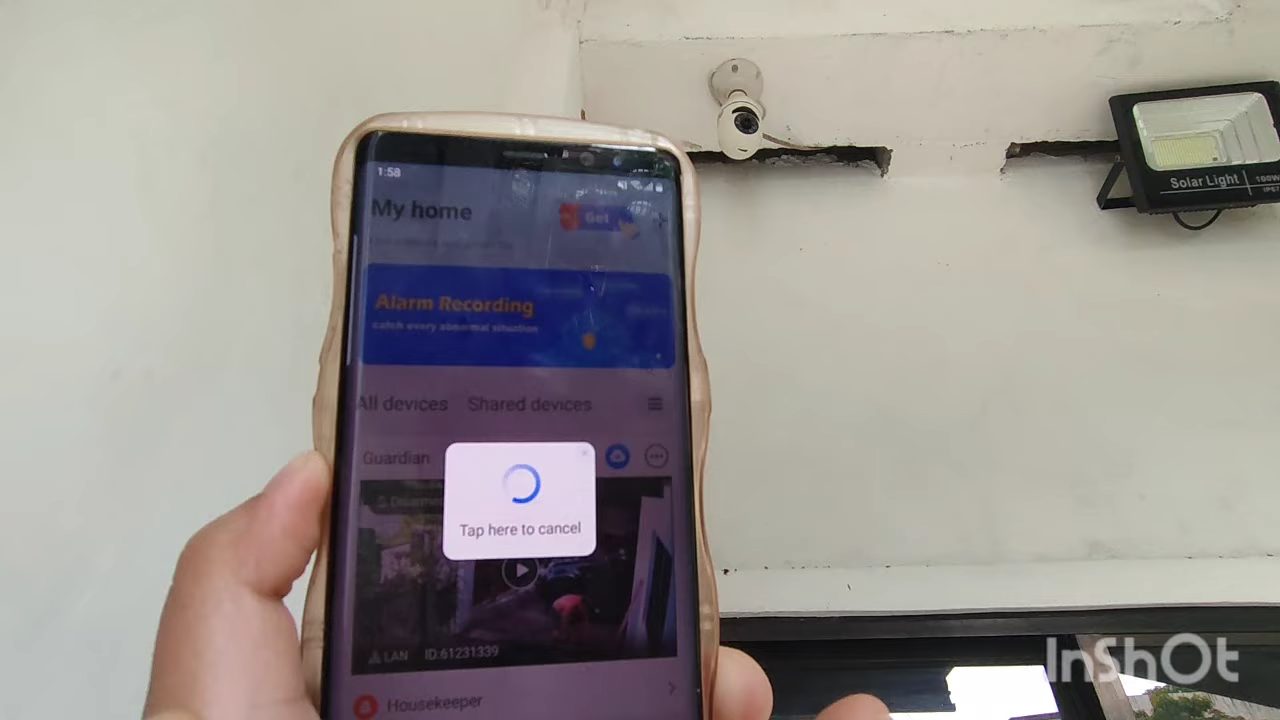 1:58
My home
Get
Alarm Recording
catch every abnormal situation
All devices
Shared devices
Guardian
Tap here to cancel
LAN
ID:61231339
Housekeeper
Solar Light
100W
InShOt